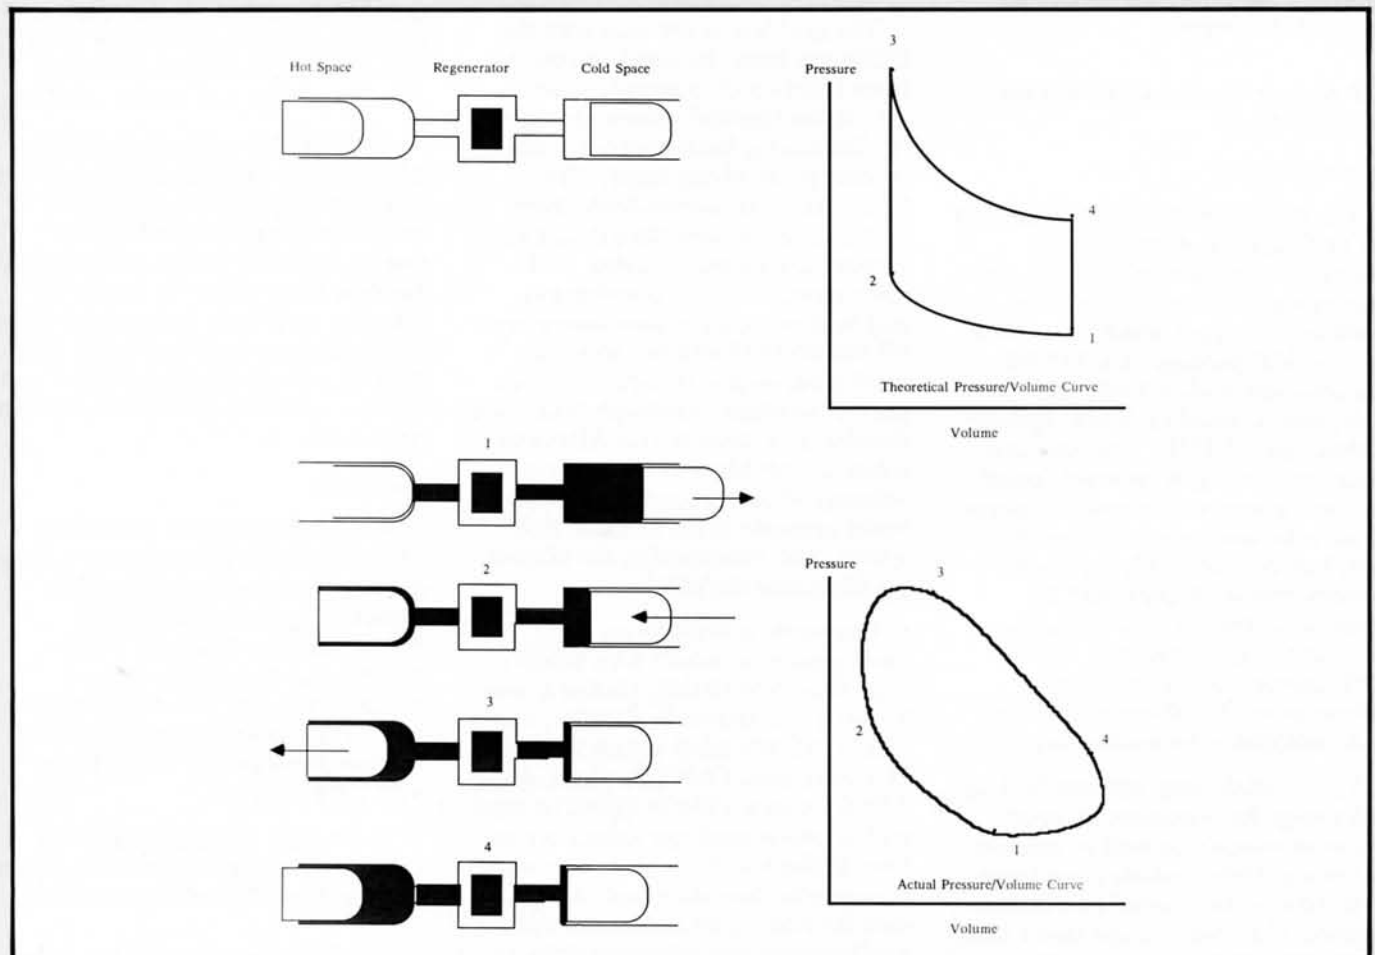 Hot Space
Regenerator
Cold Space
1
2
3
4
Pressure
3
4
2
1
Theoretical Pressure/Volume Curve
Volume
Pressure
3
2
4
1
Actual Pressure/Volume Curve
Volume